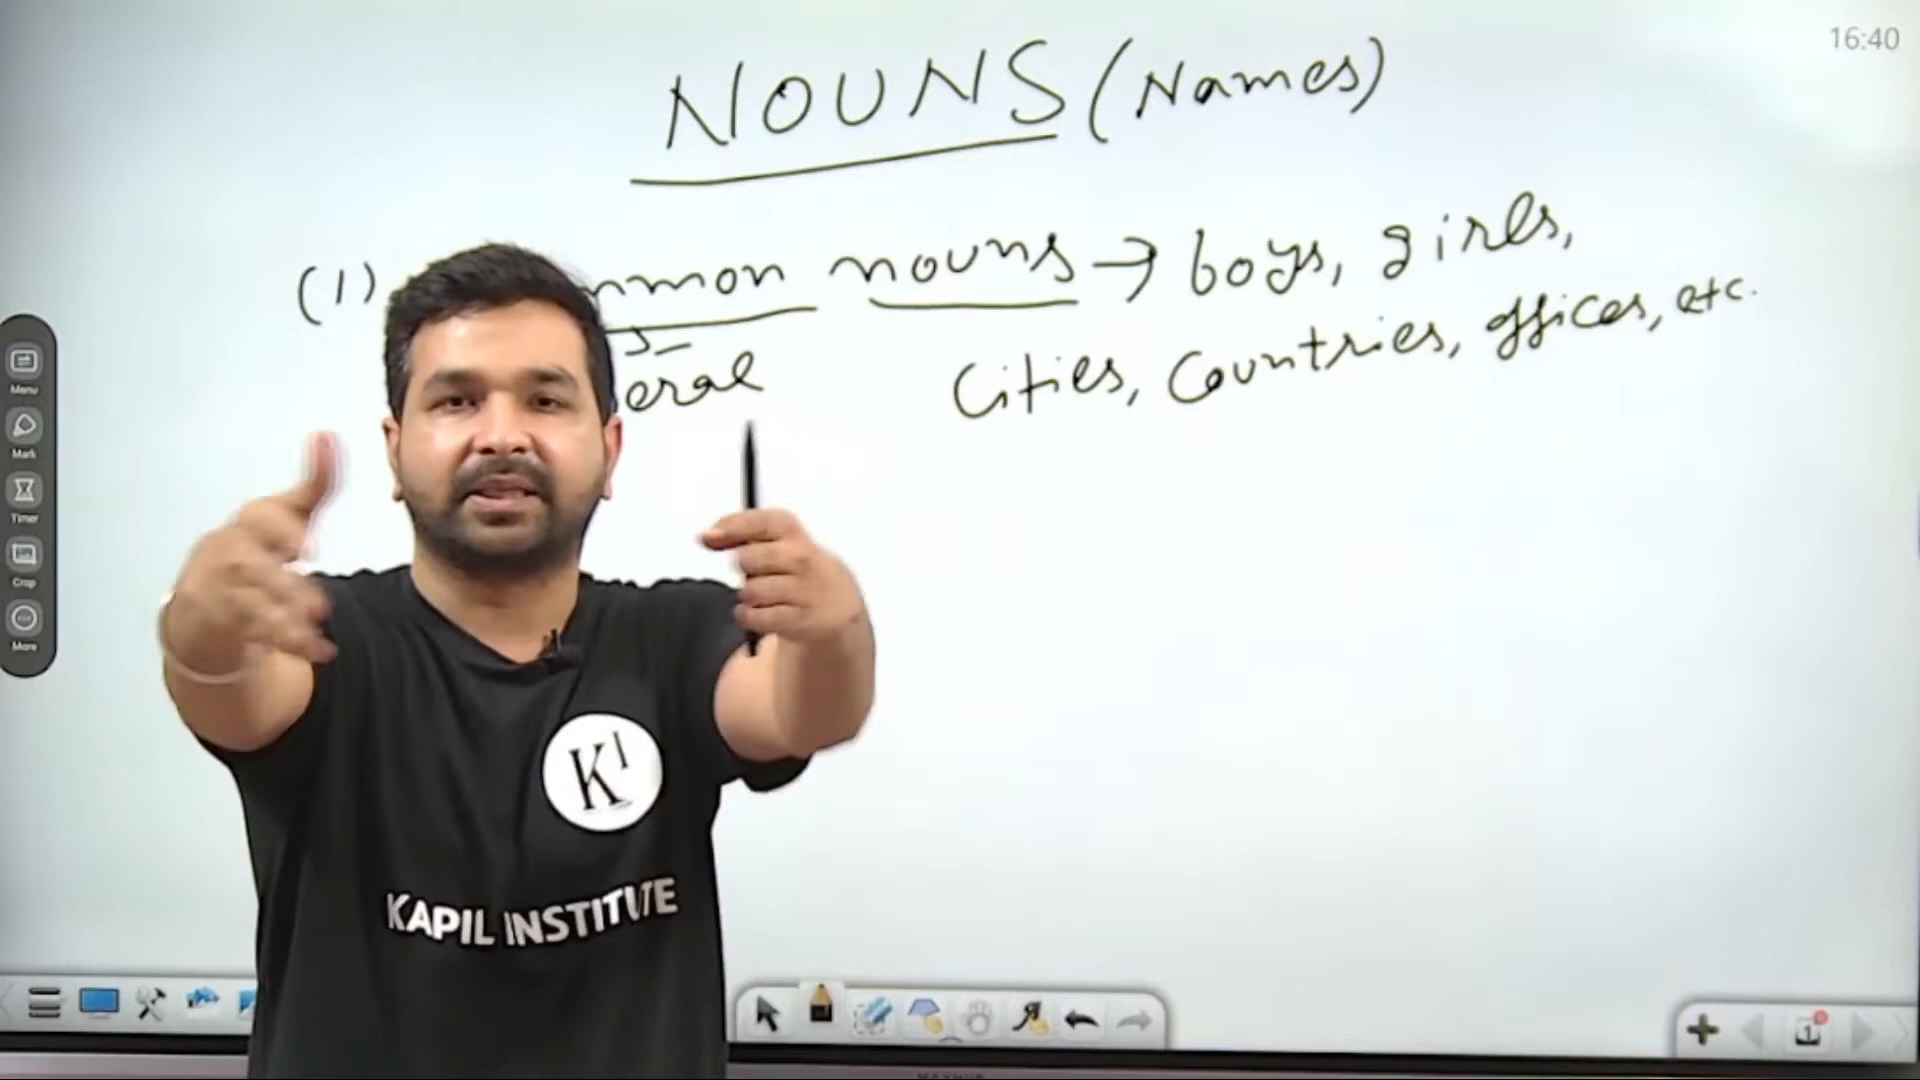 16:40
NOUNS (Names)
(1) mmon nouns → boys, girls,
eral
Cities, Countries, offices, etc.
Menu
Mark
Timer
Crop
More
K I
KAPIL INSTITUTE
1